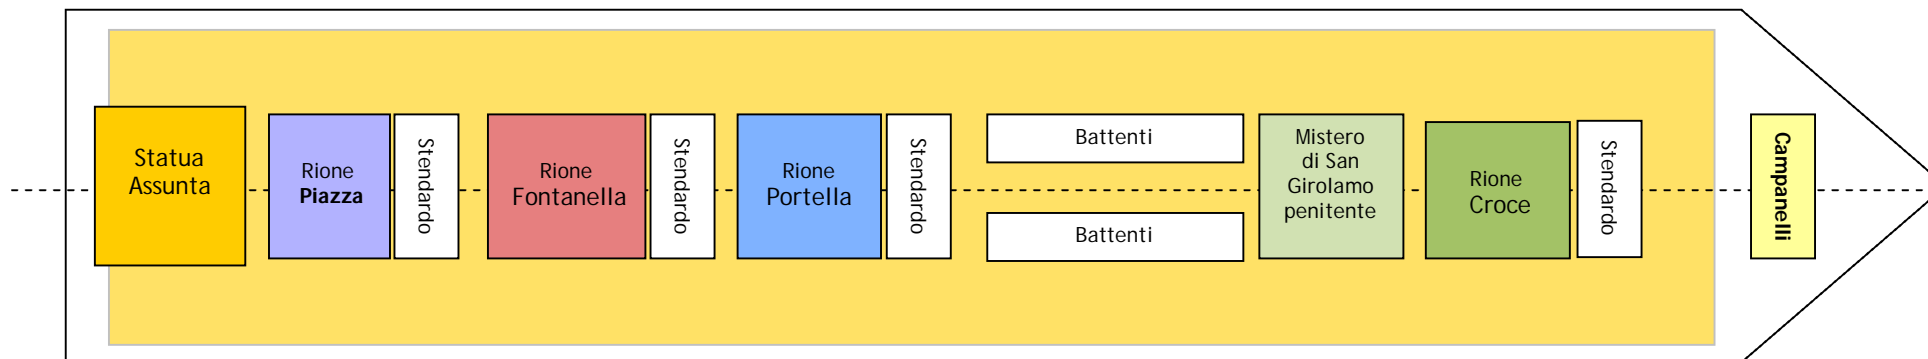 Statua
Assunta
Rione
Piazza
Stendardo
Rione
Fontanella
Stendardo
Rione
Portella
Stendardo
Battenti
Battenti
Mistero
di San
Girolamo
penitente
Rione
Croce
Stendardo
Campanelli